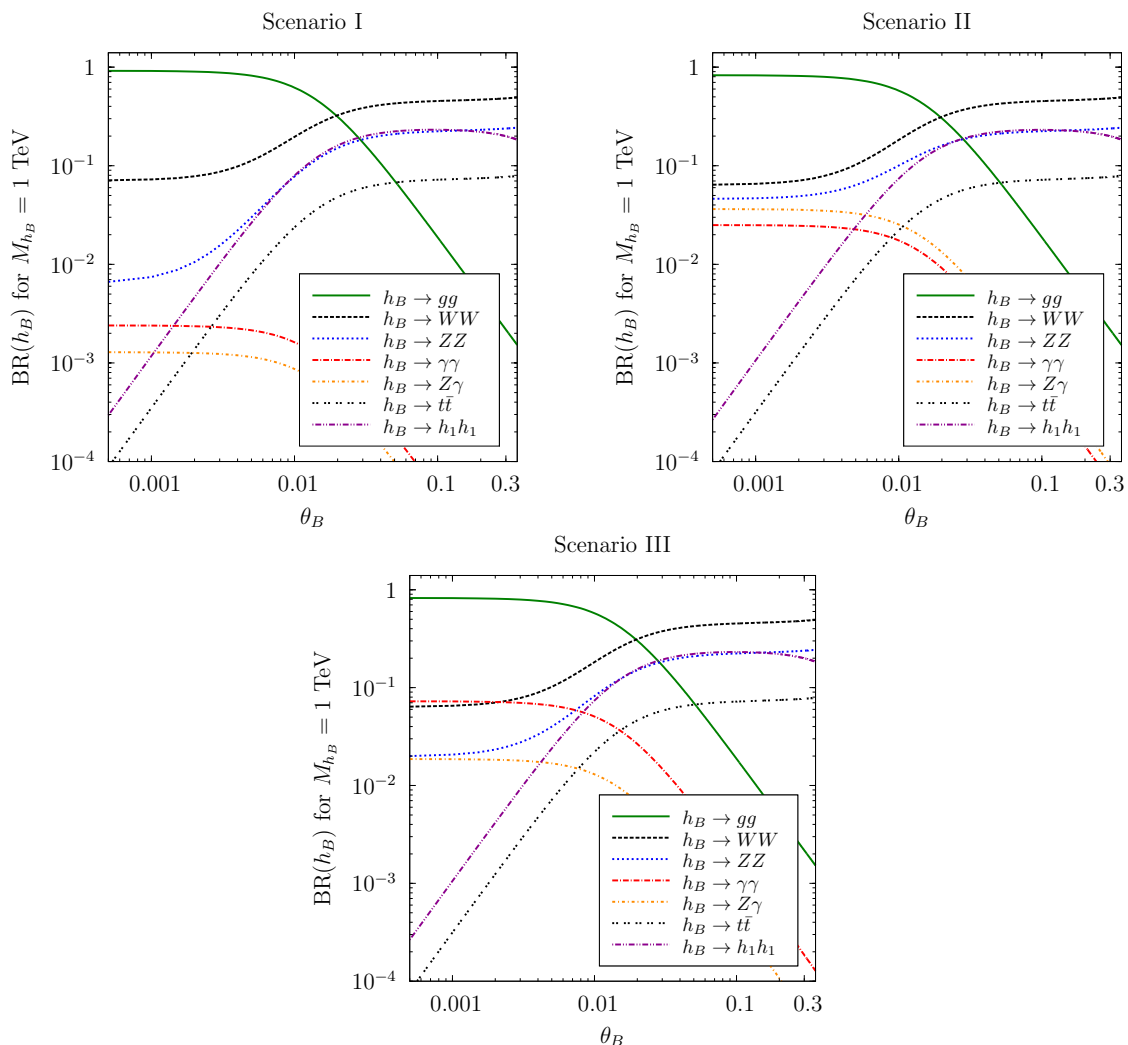 Scenario I
BR(h_B) for M_{h_B} = 1 TeV
1
10^{−1}
10^{−2}
10^{−3}
10^{−4}
h_B → gg
h_B → WW
h_B → ZZ
h_B → γγ
h_B → Zγ
h_B → tt̄
h_B → h_1h_1
0.001
0.01
0.1
0.3
θ_B
Scenario II
BR(h_B) for M_{h_B} = 1 TeV
1
10^{−1}
10^{−2}
10^{−3}
10^{−4}
h_B → gg
h_B → WW
h_B → ZZ
h_B → γγ
h_B → Zγ
h_B → tt̄
h_B → h_1h_1
0.001
0.01
0.1
0.3
θ_B
Scenario III
BR(h_B) for M_{h_B} = 1 TeV
1
10^{−1}
10^{−2}
10^{−3}
10^{−4}
h_B → gg
h_B → WW
h_B → ZZ
h_B → γγ
h_B → Zγ
h_B → tt̄
h_B → h_1h_1
0.001
0.01
0.1
0.3
θ_B